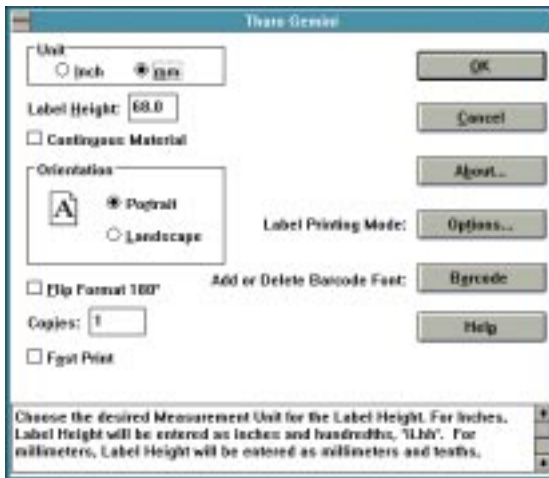 Tharo Gemini
Unit
Inch mm
OK
Label Height: 68.0
Cancel
Continuous Material
Orientation
About...
A
Portrait
Landscape
Label Printing Mode: Options...
Flip Format 180°
Add or Delete Barcode Font: Barcode
Copies: 1
Help
Fast Print
Choose the desired Measurement Unit for the Label Height. For Inches,
Label Height will be entered as inches and hundredths, "ii.hh". For
millimeters, Label Height will be entered as millimeters and tenths,